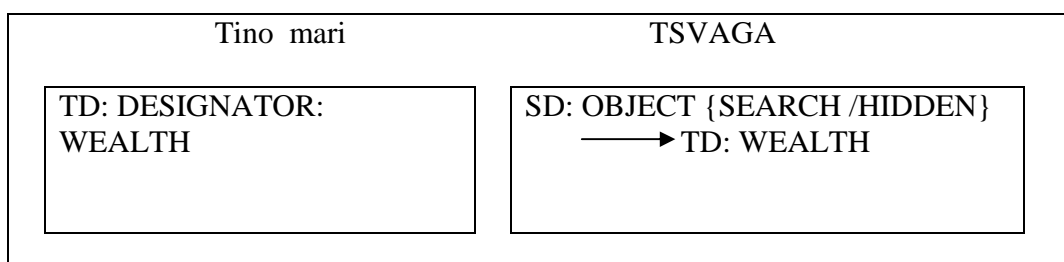 Tino mari TSVAGA
TD: DESIGNATOR:
WEALTH
SD: OBJECT {SEARCH /HIDDEN}
TD: WEALTH